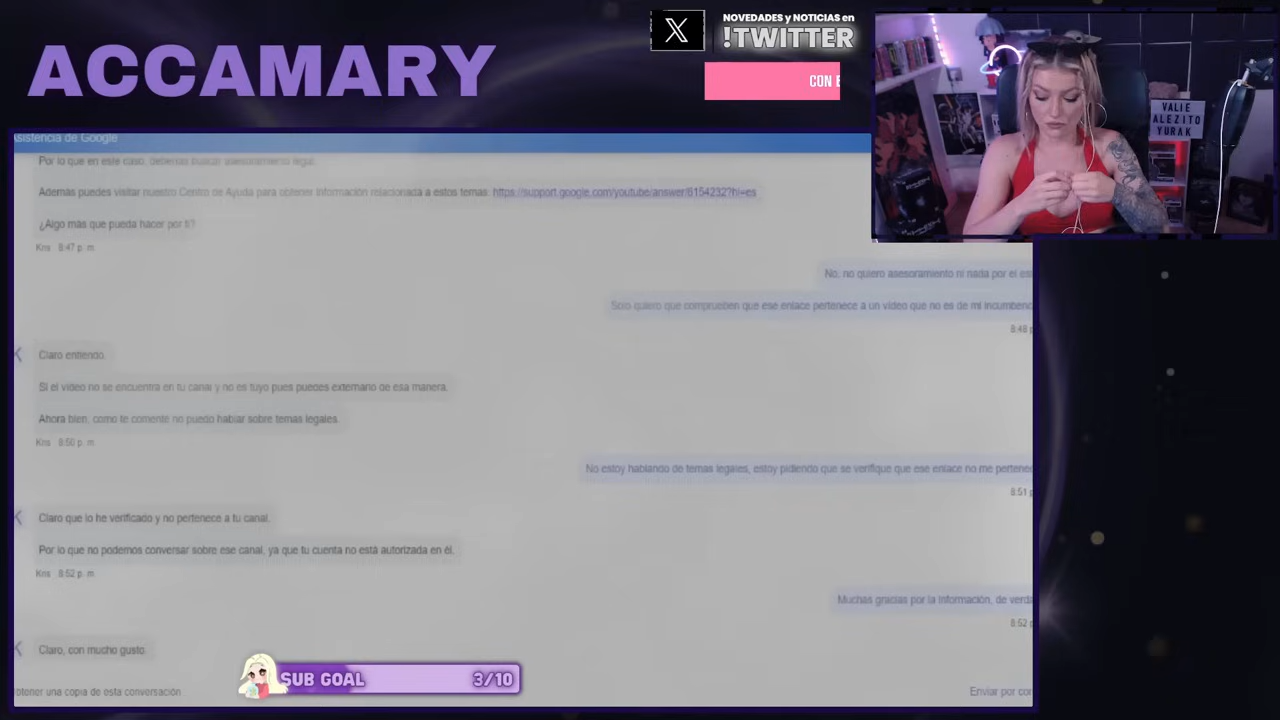 ACCAMARY
NOVEDADES y NOTICIAS en
!TWITTER
CON
VALIE
ALEZITO
YURAK
Asistencia de Google
Por lo que en este caso, deberías buscar asesoramiento legal.
Además puedes visitar nuestro Centro de Ayuda para obtener información relacionada a estos temas: https://support.google.com/youtube/answer/6154232?hl=es
¿Algo más que pueda hacer por ti?
Kns 8:47 p. m.
No, no quiero asesoramiento ni nada por el es
Solo quiero que comprueben que ese enlace pertenece a un vídeo que no es de mi incumbenc
8:48 p
Claro entiendo.
Si el vídeo no se encuentra en tu canal y no es tuyo pues puedes externarlo de esa manera.
Ahora bien, como te comenté no puedo hablar sobre temas legales.
Kns 8:50 p. m.
No estoy hablando de temas legales, estoy pidiendo que se verifique que ese enlace no me pertene
8:51 p
Claro que lo he verificado y no pertenece a tu canal.
Por lo que no podemos conversar sobre ese canal, ya que tu cuenta no está autorizada en él.
Kns 8:52 p. m.
Muchas gracias por la información, de verda
8:52 p
Claro, con mucho gusto.
SUB GOAL 3/10
obtener una copia de esta conversación
Enviar por cor